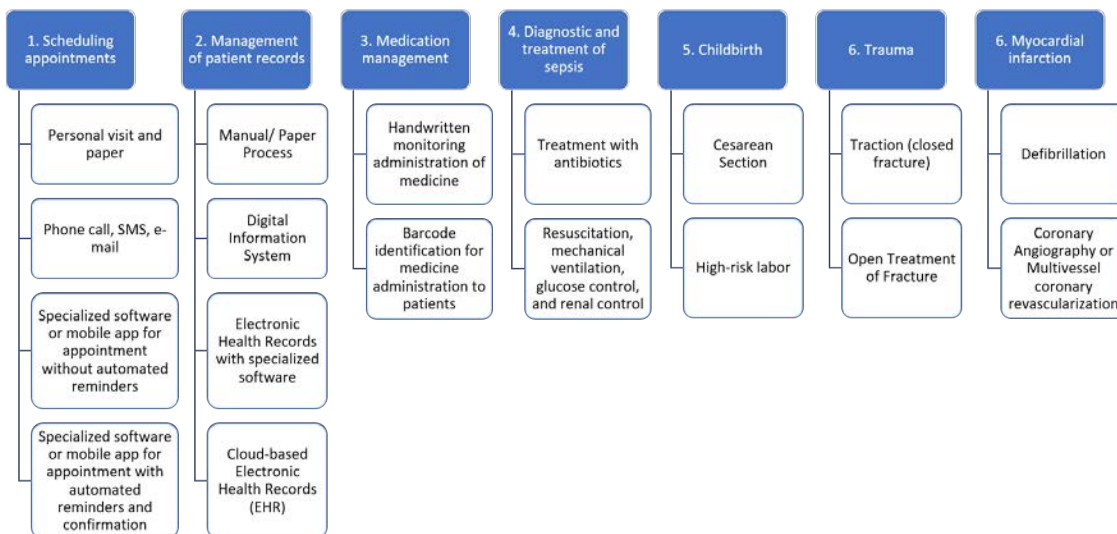 1. Scheduling
appointments
Personal visit and
paper
Phone call, SMS, e-
mail
Specialized software
or mobile app for
appointment
without automated
reminders
Specialized software
or mobile app for
appointment with
automated
reminders and
confirmation
2. Management
of patient records
Manual/ Paper
Process
Digital
Information
System
Electronic
Health Records
with specialized
software
Cloud-based
Electronic
Health Records
(EHR)
3. Medication
management
Handwritten
monitoring
administration of
medicine
Barcode
identification for
medicine
administration to
patients
4. Diagnostic and
treatment of
sepsis
Treatment with
antibiotics
Resuscitation,
mechanical
ventilation,
glucose control,
and renal control
5. Childbirth
Cesarean
Section
High-risk labor
6. Trauma
Traction (closed
fracture)
Open Treatment
of Fracture
6. Myocardial
infarction
Defibrillation
Coronary
Angiography or
Multivessel
coronary
revascularization